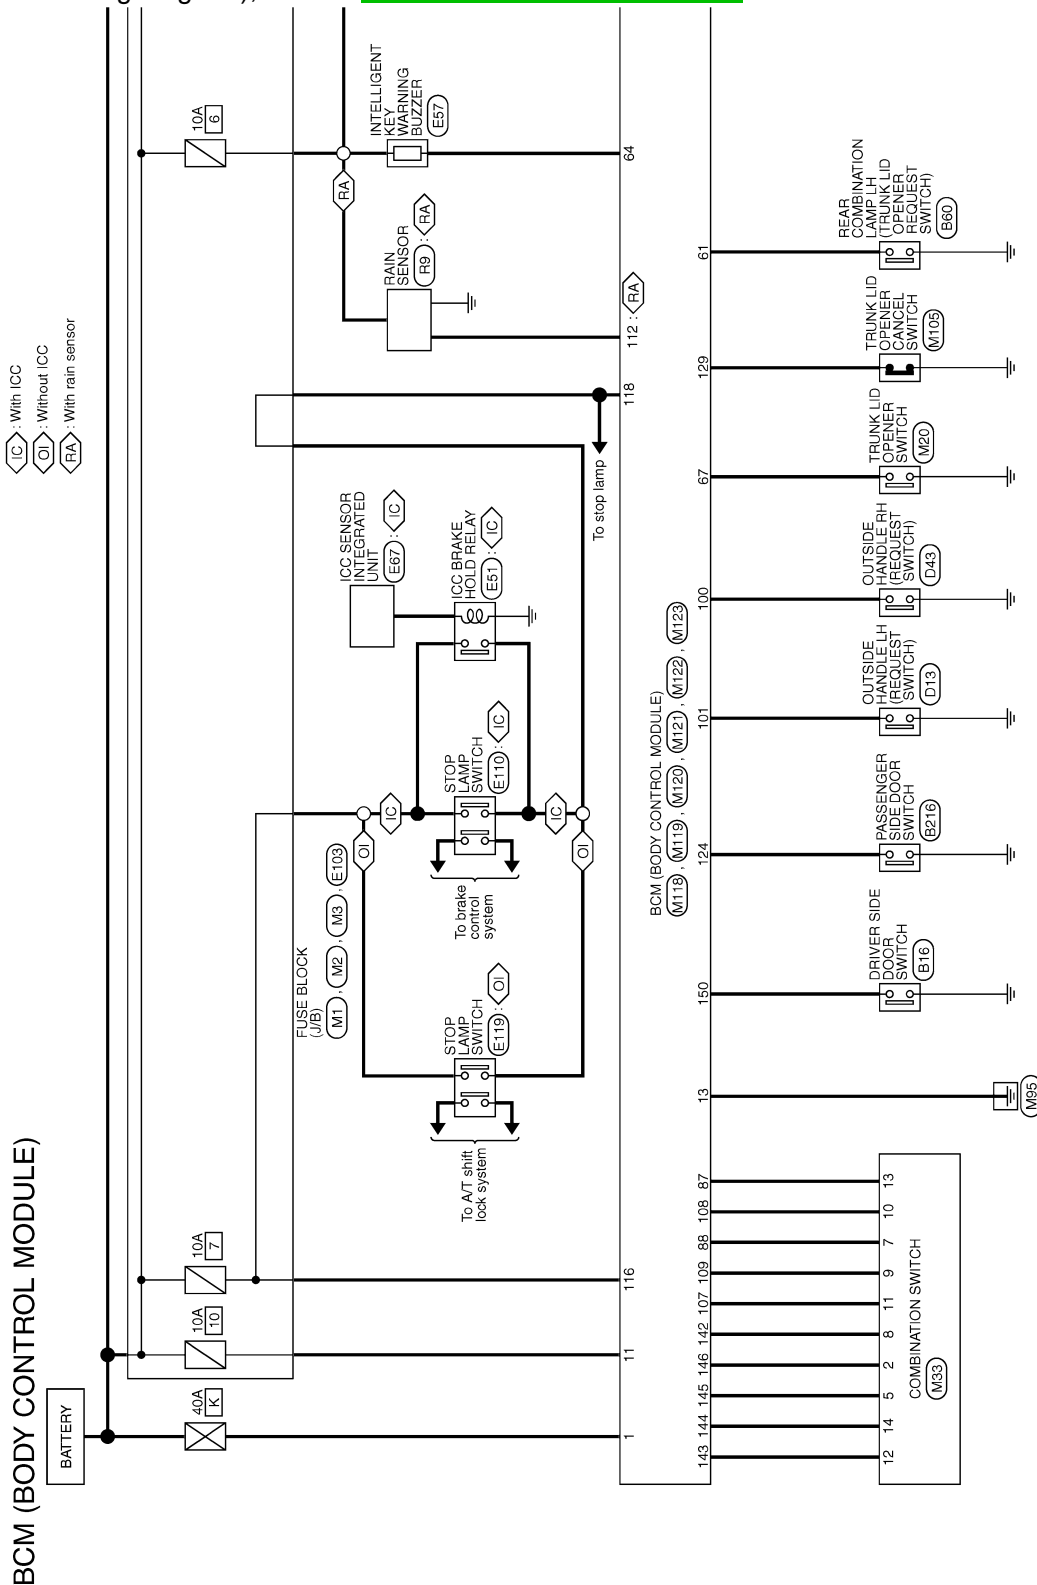 BCM (BODY CONTROL MODULE)
IC : With ICC
OI : Without ICC
RA : With rain sensor
BATTERY
40A
K
10A
10
10A
7
10A
6
FUSE BLOCK
(J/B)
M1 , M2 , M3 , E103
To A/T shift
lock system
STOP
LAMP
SWITCH
E119 : OI
OI
OI
To brake
control
system
STOP
LAMP
SWITCH
E110 : IC
IC
IC
ICC SENSOR
INTEGRATED
UNIT
E67 : IC
ICC BRAKE
HOLD RELAY
E51 : IC
To stop lamp
RAIN
SENSOR
R9 : RA
RA
INTELLIGENT
KEY
WARNING
BUZZER
E57
1
11
116
118
112 : RA
64
BCM (BODY CONTROL MODULE)
M118 , M119 , M120 , M121 , M122 , M123
143
144
145
146
142
107
109
88
108
87
13
150
124
101
100
67
129
61
12
14
5
2
8
11
9
7
10
13
COMBINATION SWITCH
M33
M95
DRIVER SIDE
DOOR
SWITCH
B16
PASSENGER
SIDE DOOR
SWITCH
B216
OUTSIDE
HANDLE LH
(REQUEST
SWITCH)
D13
OUTSIDE
HANDLE RH
(REQUEST
SWITCH)
D43
TRUNK LID
OPENER
SWITCH
M20
TRUNK LID
OPENER
CANCEL
SWITCH
M105
REAR
COMBINATION
LAMP LH
(TRUNK LID
OPENER
REQUEST
SWITCH)
B60